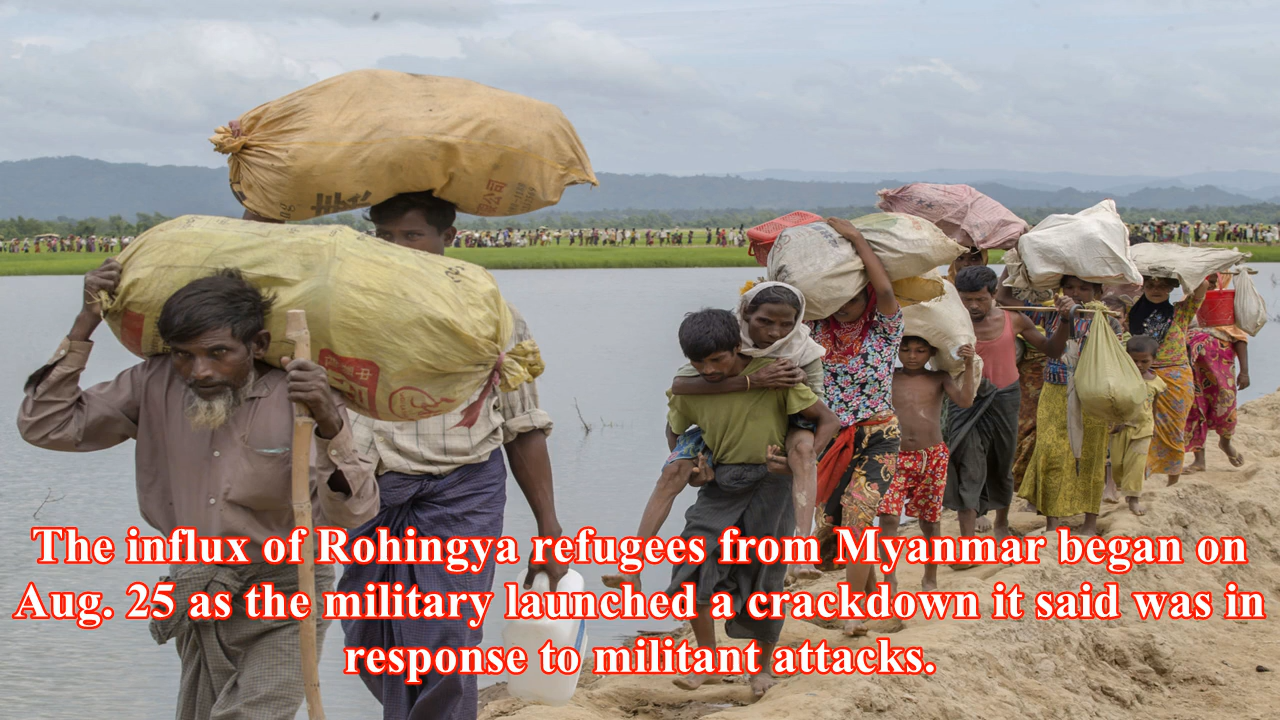 The influx of Rohingya refugees from Myanmar began on
Aug. 25 as the military launched a crackdown it said was in
response to militant attacks.